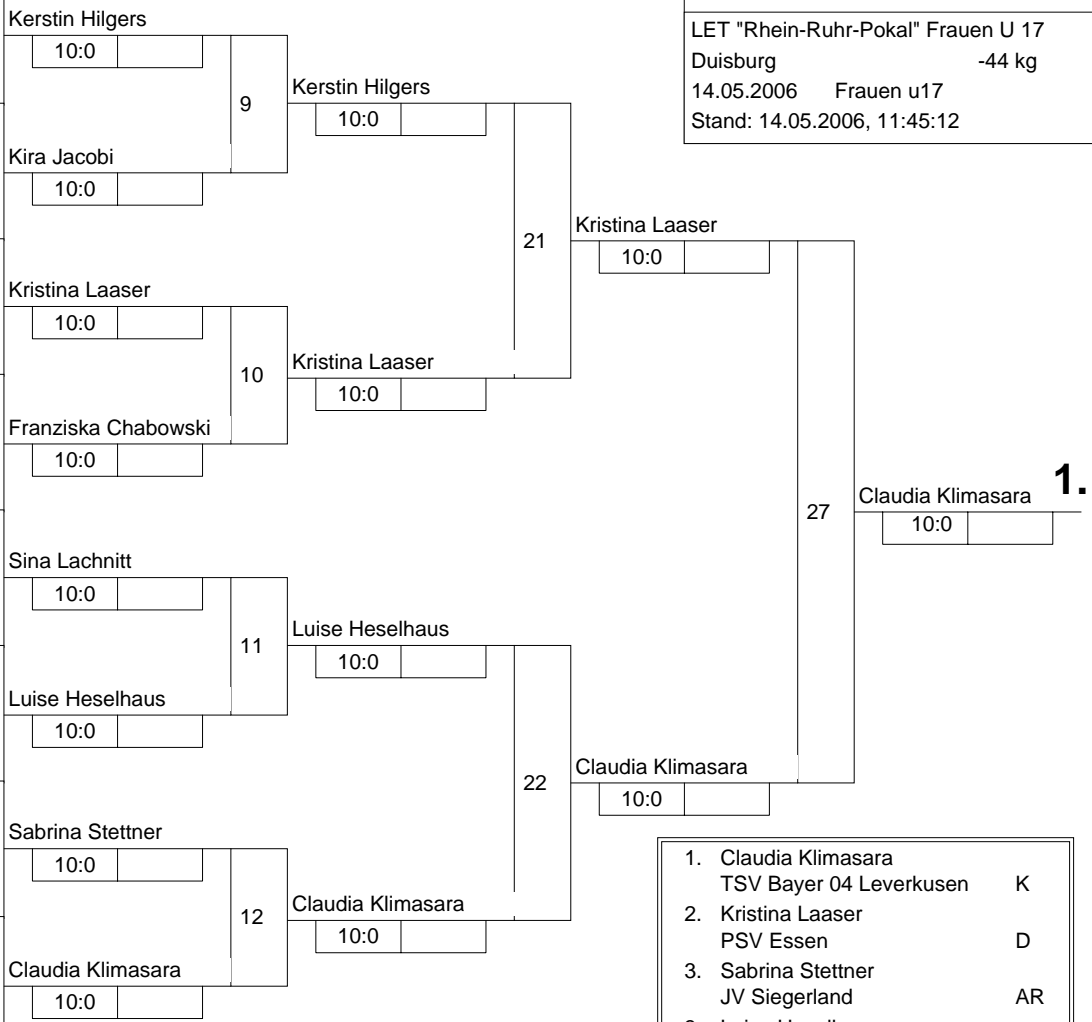 Kerstin Hilgers
10:0
9
Kira Jacobi
10:0
Kerstin Hilgers
10:0
LET "Rhein-Ruhr-Pokal" Frauen U 17
Duisburg -44 kg
14.05.2006 Frauen u17
Stand: 14.05.2006, 11:45:12
21
Kristina Laaser
10:0
Kristina Laaser
10:0
10
Kristina Laaser
10:0
Franziska Chabowski
10:0
27
Claudia Klimasara 1.
10:0
Sina Lachnitt
10:0
11
Luise Heselhaus
10:0
Luise Heselhaus
10:0
22
Claudia Klimasara
10:0
Sabrina Stettner
10:0
12
Claudia Klimasara
10:0
Claudia Klimasara
10:0
1. Claudia Klimasara
TSV Bayer 04 Leverkusen K
2. Kristina Laaser
PSV Essen D
3. Sabrina Stettner
JV Siegerland AR